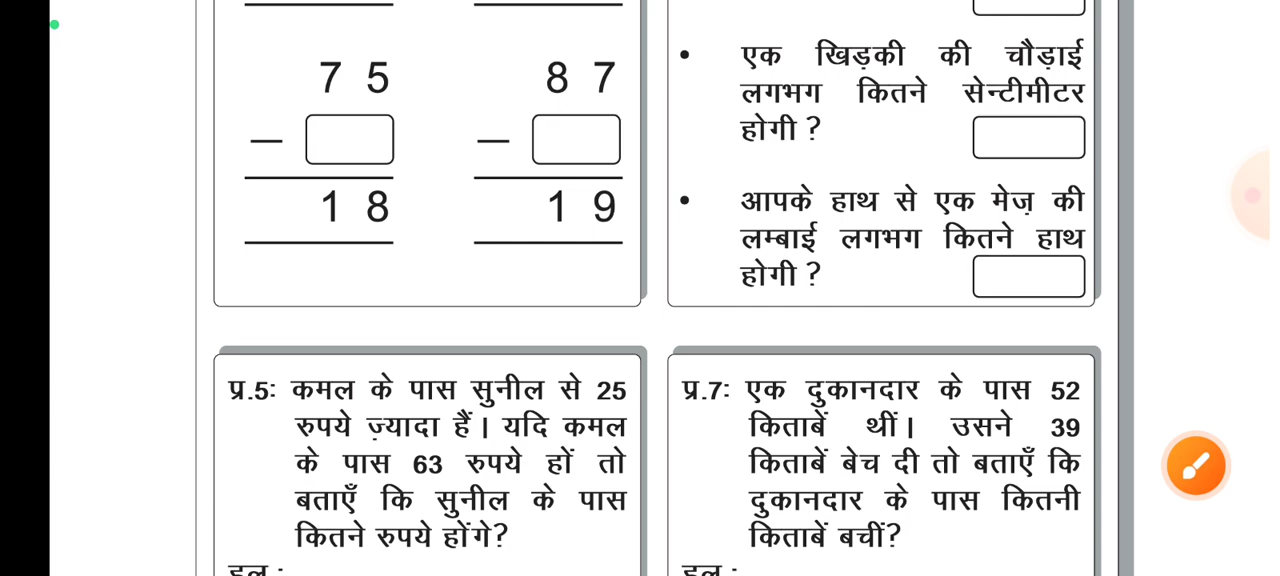 7 5
–
1 8
8 7
–
1 9
• एक खिड़की की चौड़ाई
लगभग कितने सेन्टीमीटर
होगी ?
• आपके हाथ से एक मेज़ की
लम्बाई लगभग कितने हाथ
होगी ?
प्र.5: कमल के पास सुनील से 25
रुपये ज़्यादा हैं। यदि कमल
के पास 63 रुपये हों तो
बताएँ कि सुनील के पास
कितने रुपये होंगे?
हल :
प्र.7: एक दुकानदार के पास 52
किताबें थीं। उसने 39
किताबें बेच दी तो बताएँ कि
दुकानदार के पास कितनी
किताबें बचीं?
हल :